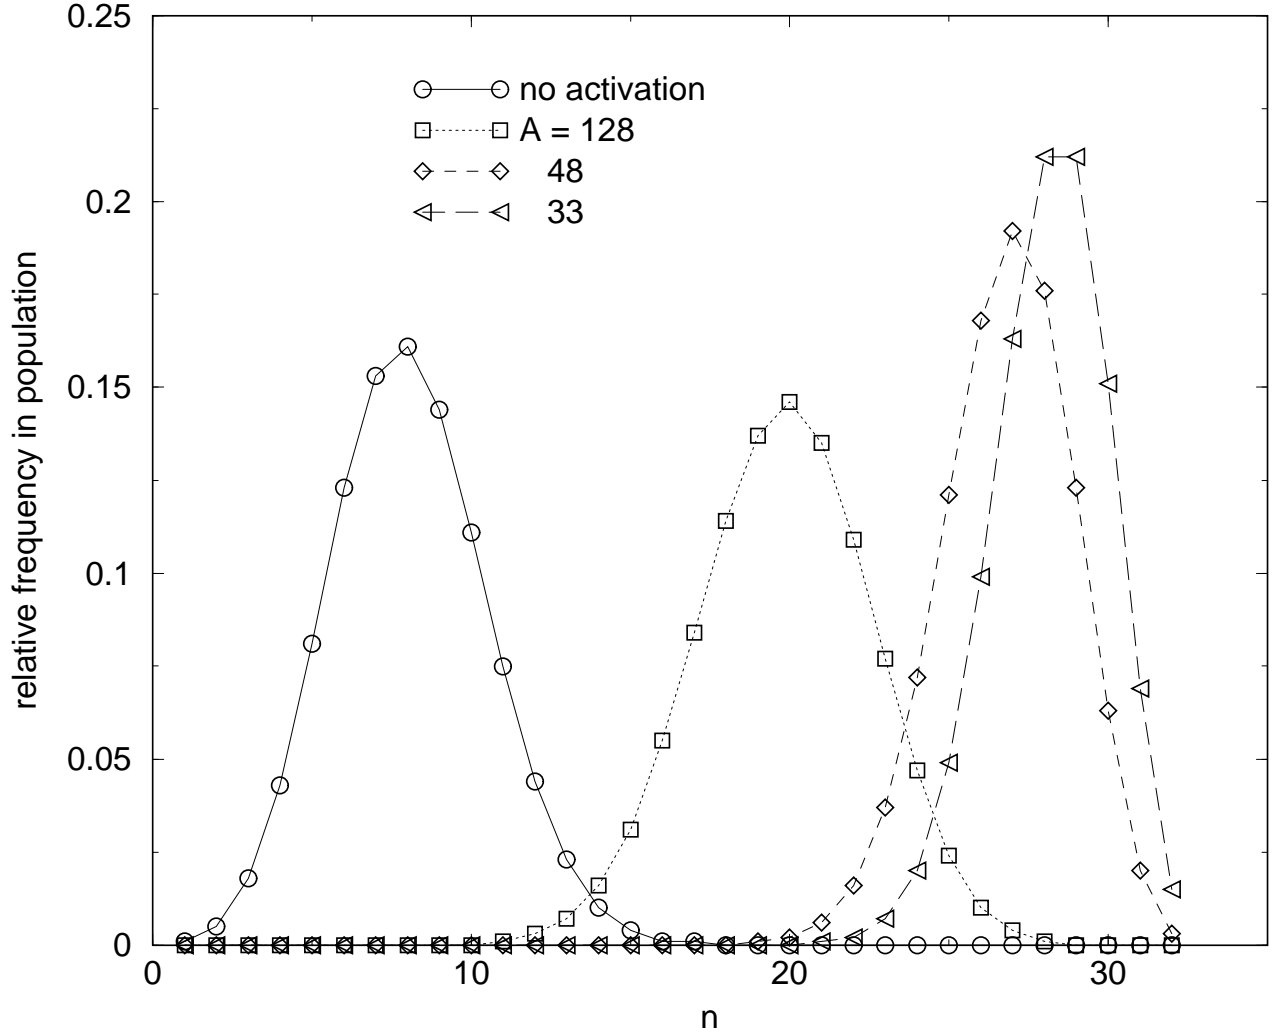 0.25
0.2
0.15
0.1
0.05
0
relative frequency in population
no activation
A = 128
48
33
0 10 20 30
n